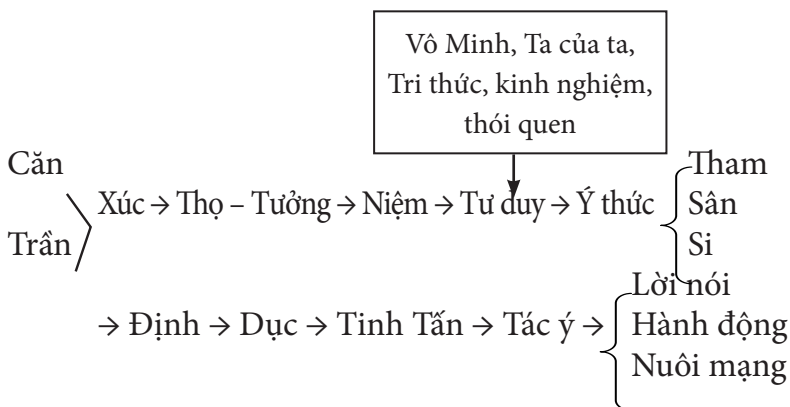 Vô Minh, Ta của ta,
Tri thức, kinh nghiệm,
thói quen
Căn
Trần
Xúc → Thọ – Tưởng → Niệm → Tư duy → Ý thức
Tham
Sân
Si
→ Định → Dục → Tinh Tấn → Tác ý →
Lời nói
Hành động
Nuôi mạng